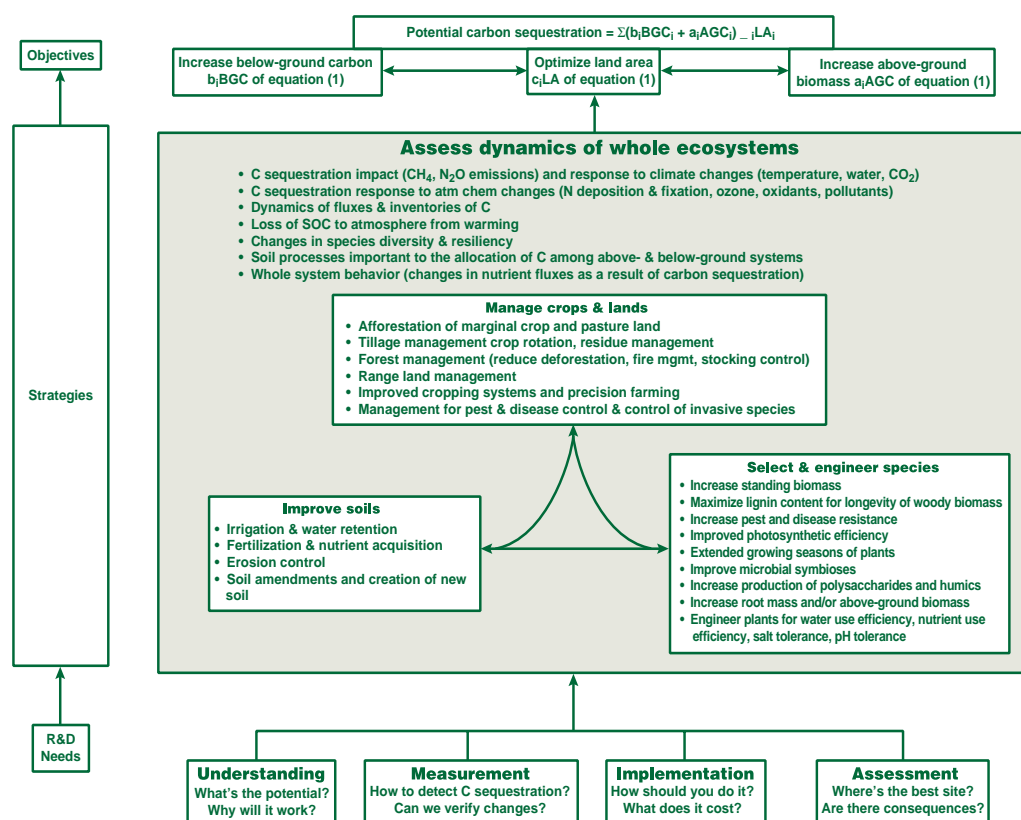 Objectives
Potential carbon sequestration = Σ(bᵢBGCᵢ + aᵢAGCᵢ) _ ᵢLAᵢ
Increase below-ground carbon
bᵢBGC of equation (1)
Optimize land area
cᵢLA of equation (1)
Increase above-ground
biomass aᵢAGC of equation (1)
Strategies
Assess dynamics of whole ecosystems
• C sequestration impact (CH₄, N₂O emissions) and response to climate changes (temperature, water, CO₂)
• C sequestration response to atm chem changes (N deposition & fixation, ozone, oxidants, pollutants)
• Dynamics of fluxes & inventories of C
• Loss of SOC to atmosphere from warming
• Changes in species diversity & resiliency
• Soil processes important to the allocation of C among above- & below-ground systems
• Whole system behavior (changes in nutrient fluxes as a result of carbon sequestration)
Manage crops & lands
• Afforestation of marginal crop and pasture land
• Tillage management crop rotation, residue management
• Forest management (reduce deforestation, fire mgmt, stocking control)
• Range land management
• Improved cropping systems and precision farming
• Management for pest & disease control & control of invasive species
Improve soils
• Irrigation & water retention
• Fertilization & nutrient acquisition
• Erosion control
• Soil amendments and creation of new
soil
Select & engineer species
• Increase standing biomass
• Maximize lignin content for longevity of woody biomass
• Increase pest and disease resistance
• Improved photosynthetic efficiency
• Extended growing seasons of plants
• Improve microbial symbioses
• Increase production of polysaccharides and humics
• Increase root mass and/or above-ground biomass
• Engineer plants for water use efficiency, nutrient use
efficiency, salt tolerance, pH tolerance
R&D
Needs
Understanding
What's the potential?
Why will it work?
Measurement
How to detect C sequestration?
Can we verify changes?
Implementation
How should you do it?
What does it cost?
Assessment
Where's the best site?
Are there consequences?